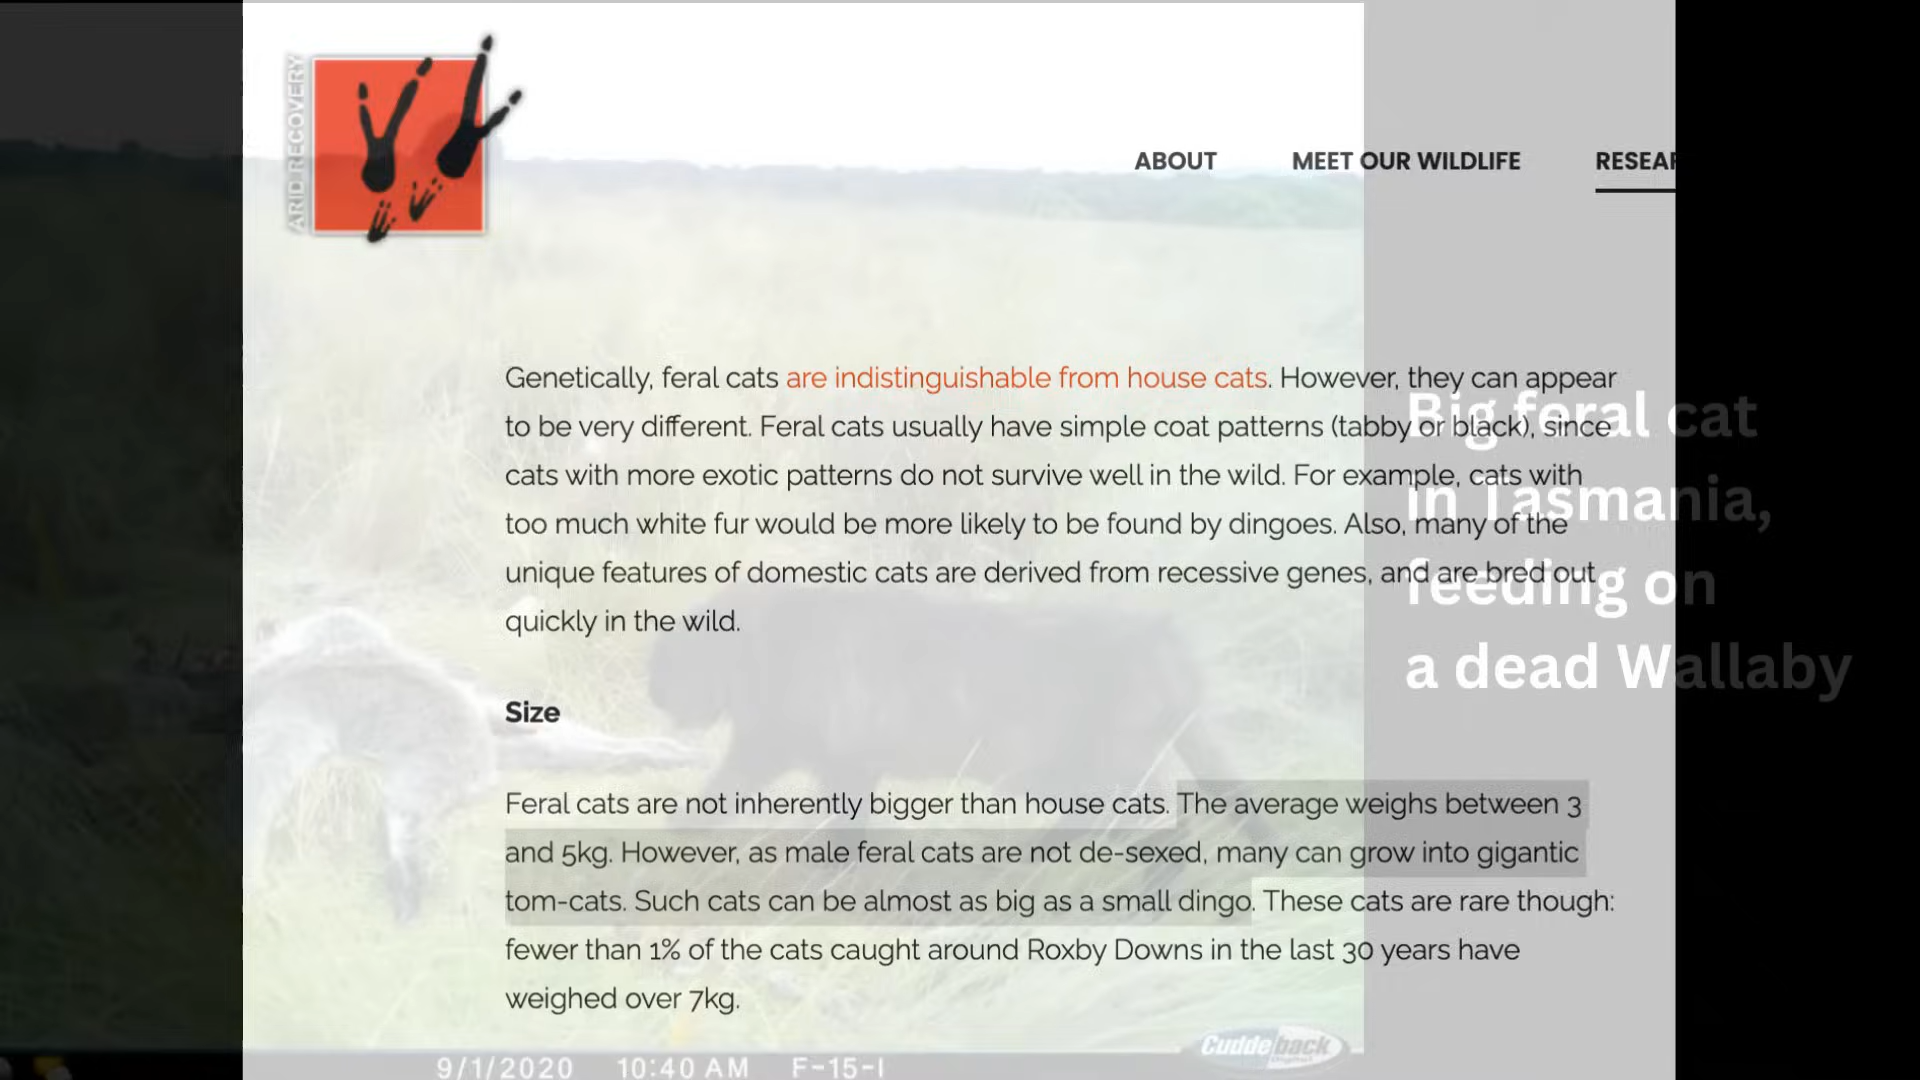 ARID RECOVERY
ABOUT MEET OUR WILDLIFE RESEAR
Genetically, feral cats are indistinguishable from house cats. However, they can appear
to be very different. Feral cats usually have simple coat patterns (tabby or black), since
cats with more exotic patterns do not survive well in the wild. For example, cats with
too much white fur would be more likely to be found by dingoes. Also, many of the
unique features of domestic cats are derived from recessive genes, and are bred out
quickly in the wild.
Size
Feral cats are not inherently bigger than house cats. The average weighs between 3
and 5kg. However, as male feral cats are not de-sexed, many can grow into gigantic
tom-cats. Such cats can be almost as big as a small dingo. These cats are rare though:
fewer than 1% of the cats caught around Roxby Downs in the last 30 years have
weighed over 7kg.
Big feral cat
in Tasmania,
feeding on
a dead Wallaby
Cuddeback
Digital
9/1/2020 10:40 AM F-15-I